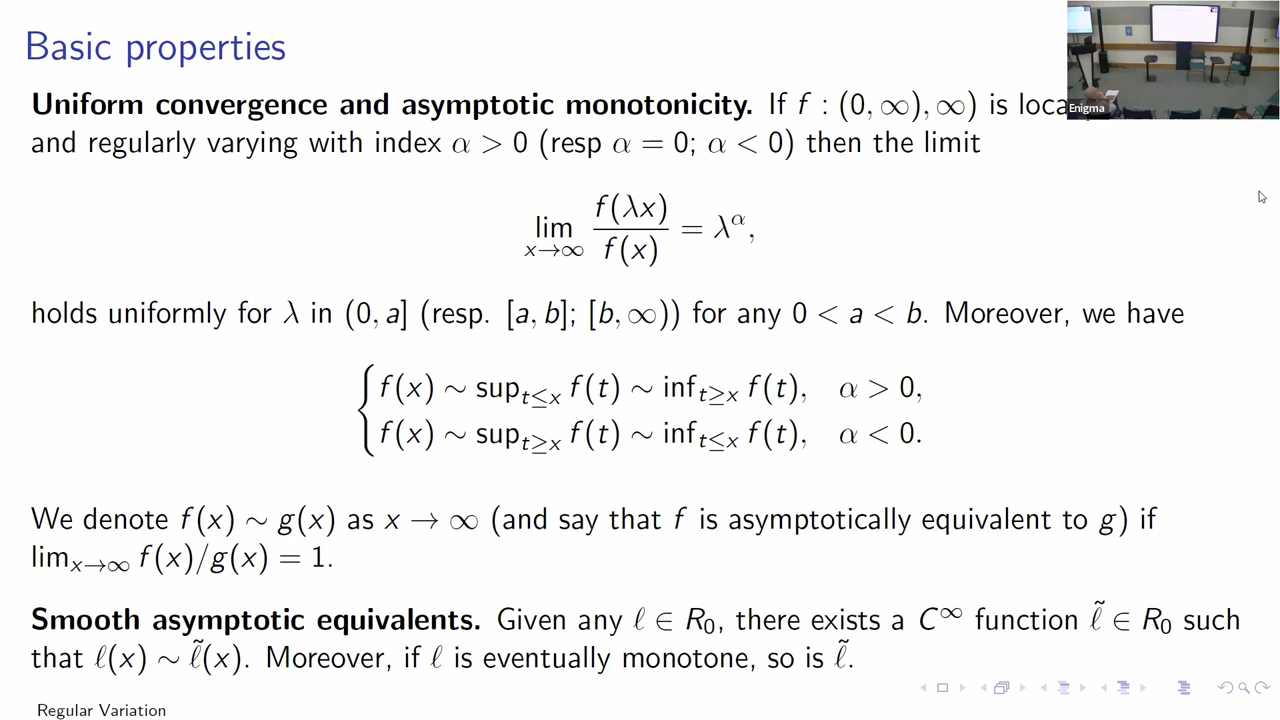 Basic properties
Enigma
Uniform convergence and asymptotic monotonicity. If f : (0, ∞), ∞) is
and regularly varying with index α > 0 (resp α = 0; α < 0) then the limit
lim_{x→∞} f(λx)/f(x) = λ^α,
holds uniformly for λ in (0, a] (resp. [a, b]; [b, ∞)) for any 0 < a < b. Moreover, we have
f(x) ∼ sup_{t≤x} f(t) ∼ inf_{t≥x} f(t), α > 0,
f(x) ∼ sup_{t≥x} f(t) ∼ inf_{t≤x} f(t), α < 0.
We denote f(x) ∼ g(x) as x → ∞ (and say that f is asymptotically equivalent to g) if
lim_{x→∞} f(x)/g(x) = 1.
Smooth asymptotic equivalents. Given any ℓ ∈ R_0, there exists a C^∞ function ℓ̃ ∈ R_0 such
that ℓ(x) ∼ ℓ̃(x). Moreover, if ℓ is eventually monotone, so is ℓ̃.
Regular Variation